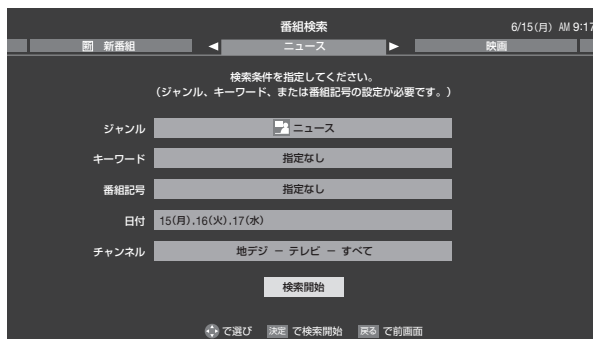 番組検索 6/15(月) AM 9:17
新 新番組 ◀ ニュース ▶ 映画
検索条件を指定してください。
(ジャンル、キーワード、または番組記号の設定が必要です。)
ジャンル ニュース
キーワード 指定なし
番組記号 指定なし
日付 15(月).16(火).17(水)
チャンネル 地デジ － テレビ － すべて
検索開始
で選び 決定 で検索開始 戻る で前画面